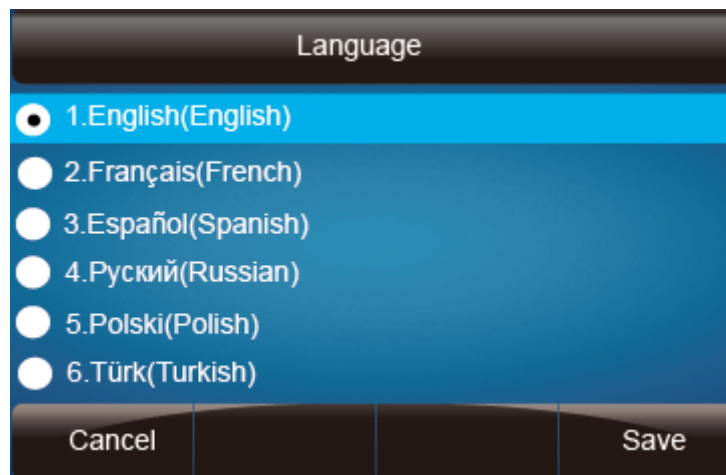 Language
1.English(English)
2.Français(French)
3.Español(Spanish)
4.Руский(Russian)
5.Polski(Polish)
6.Türk(Turkish)
Cancel Save